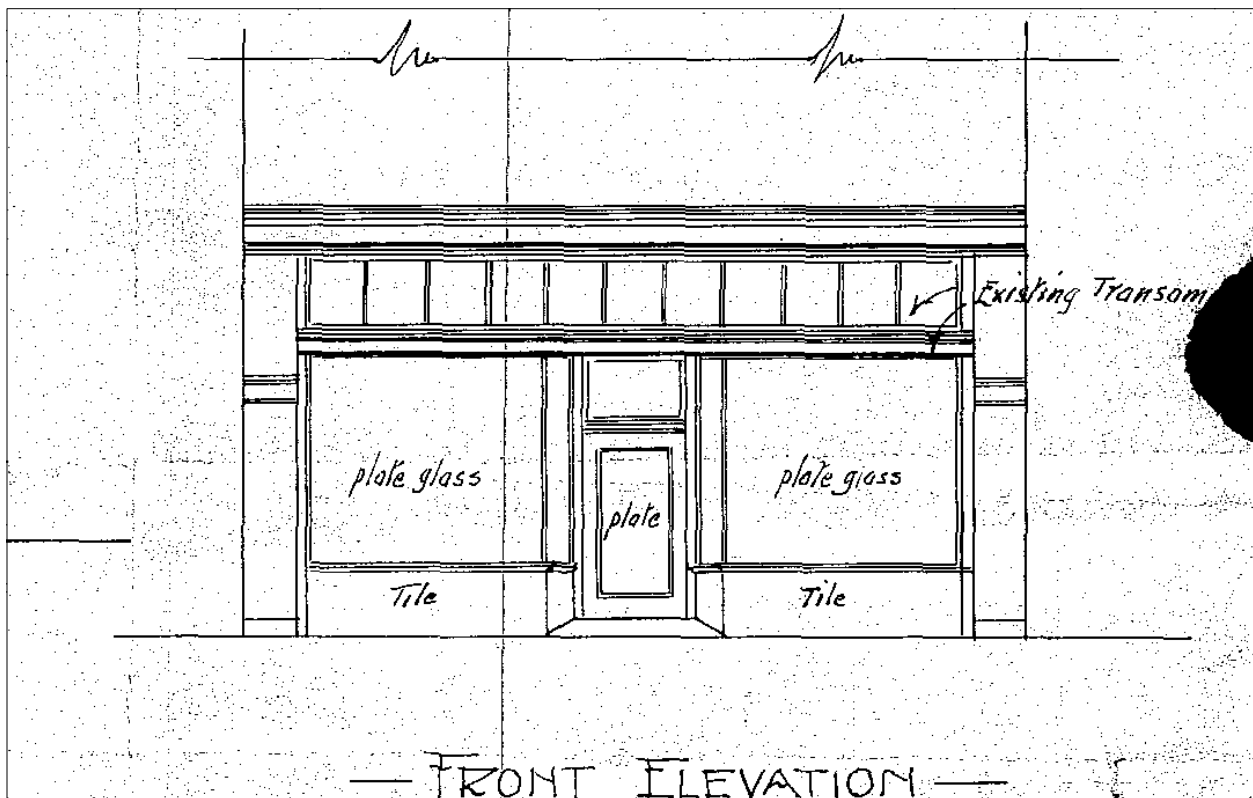 Existing Transom
plate glass
plate
plate glass
Tile
Tile
FRONT ELEVATION